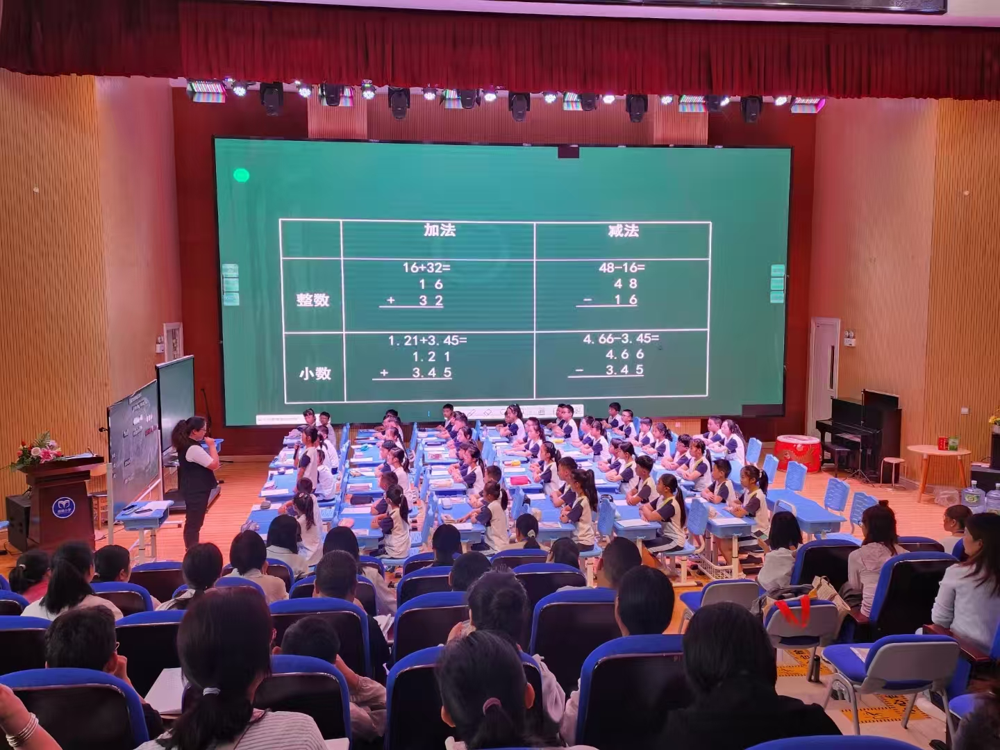 加法 减法
整数
16+32=
1 6
+ 3 2
48-16=
4 8
- 1 6
小数
1.21+3.45=
1.2 1
+ 3.4 5
4.66-3.45=
4.6 6
- 3.4 5